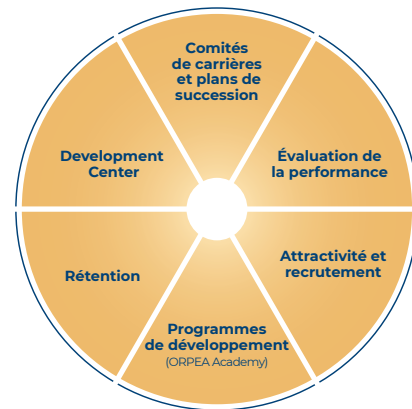 Comités
de carrières
et plans de
succession
Development
Center
Évaluation de
la performance
Rétention
Attractivité et
recrutement
Programmes
de développement
(ORPEA Academy)